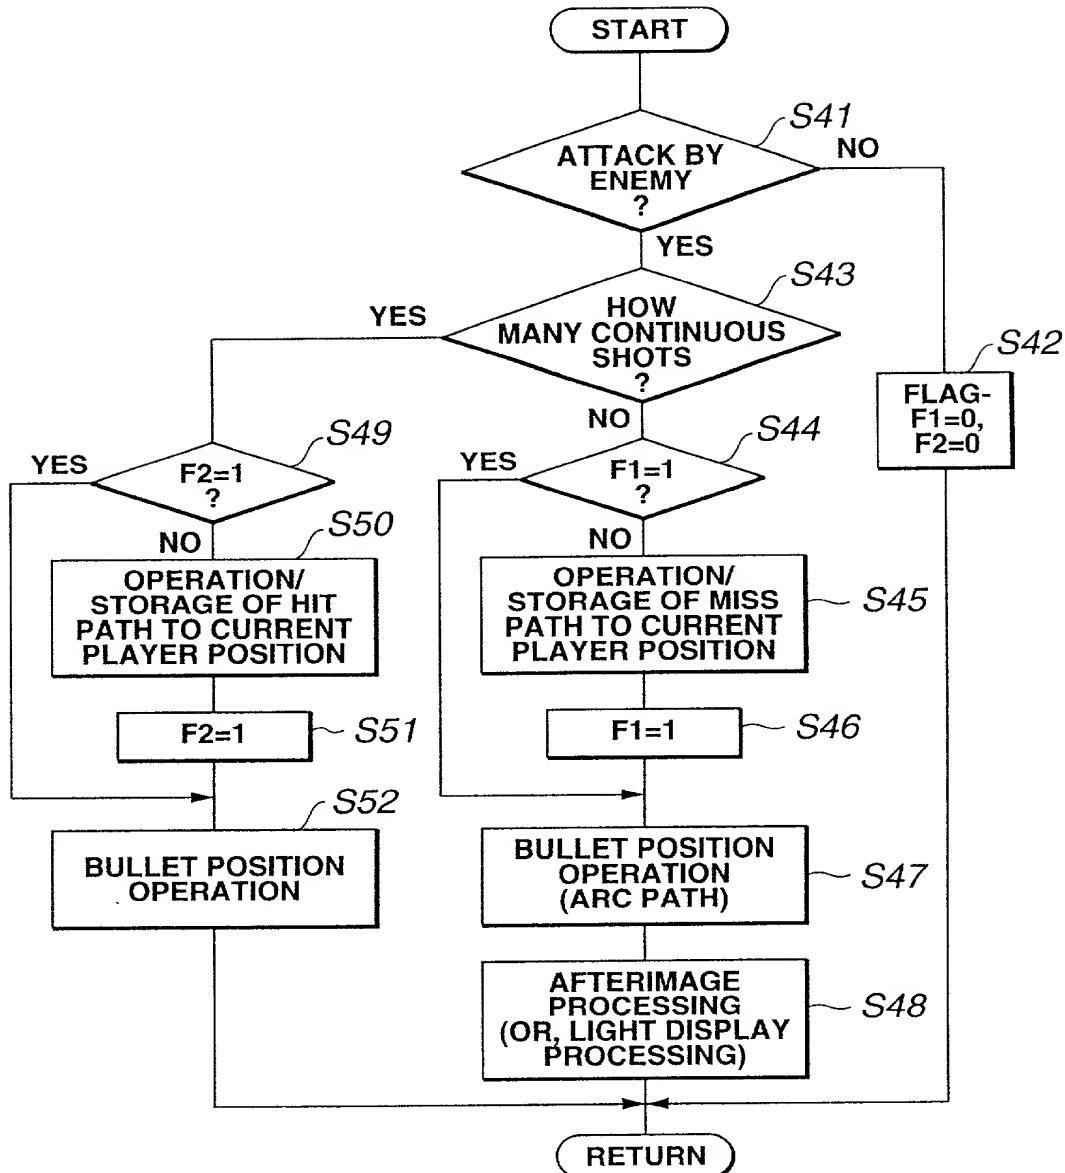 START
S41
ATTACK BY
ENEMY
?
NO
YES
S43
HOW
MANY CONTINUOUS
SHOTS
?
YES
NO
S42
FLAG-
F1=0,
F2=0
S49
F2=1
?
YES
NO
S44
F1=1
?
YES
NO
S50
OPERATION/
STORAGE OF HIT
PATH TO CURRENT
PLAYER POSITION
OPERATION/
STORAGE OF MISS
PATH TO CURRENT
PLAYER POSITION
S45
F2=1
S51
F1=1
S46
S52
BULLET POSITION
OPERATION
BULLET POSITION
OPERATION
(ARC PATH)
S47
AFTERIMAGE
PROCESSING
(OR, LIGHT DISPLAY
PROCESSING)
S48
RETURN